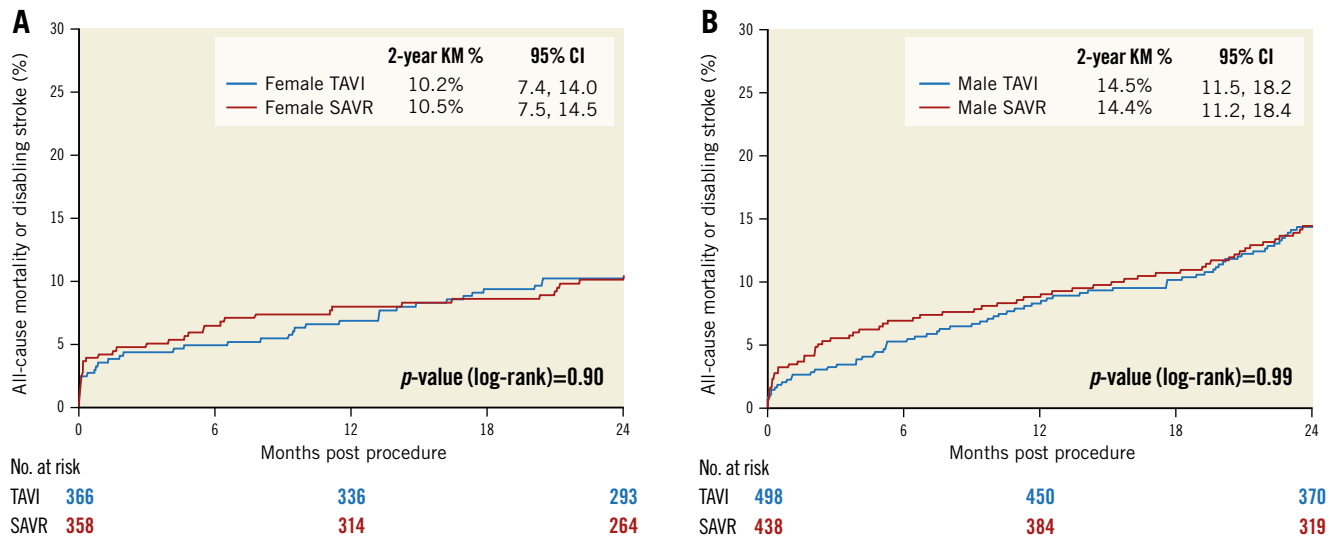 A
All-cause mortality or disabling stroke (%)
30
25
20
15
10
5
0
2-year KM % 95% CI
Female TAVI 10.2% 7.4, 14.0
Female SAVR 10.5% 7.5, 14.5
p-value (log-rank)=0.90
0 6 12 18 24
Months post procedure
No. at risk
TAVI 366 336 293
SAVR 358 314 264
B
All-cause mortality or disabling stroke (%)
30
25
20
15
10
5
0
2-year KM % 95% CI
Male TAVI 14.5% 11.5, 18.2
Male SAVR 14.4% 11.2, 18.4
p-value (log-rank)=0.99
0 6 12 18 24
Months post procedure
No. at risk
TAVI 498 450 370
SAVR 438 384 319